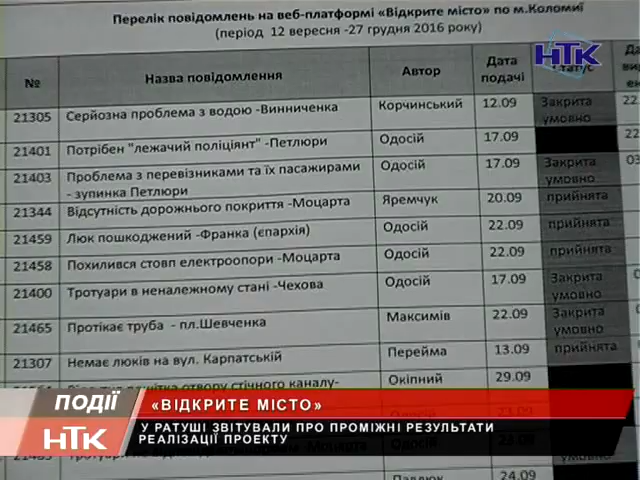 Перелік повідомлень на веб-платформі «Відкрите місто» по м.Коломиї
(період 12 вересня -27 грудня 2016 року)
НТК
№ Назва повідомлення Автор Дата подачі Статус
21305 Серйозна проблема з водою -Винниченка Корчинський 12.09 Закрита умовно 22.
21401 Потрібен "лежачий поліціянт" -Петлюри Одосій 17.09 22
21403 Проблема з перевізниками та їх пасажирами - зупинка Петлюри Одосій 17.09 Закрита умовно
21344 Відсутність дорожнього покриття -Моцарта Яремчук 20.09 прийнята
21459 Люк пошкоджений -Франка (єпархія) Одосій 22.09 прийнята
21458 Похилився стовп електроопори -Моцарта Одосій 22.09 прийнята
21400 Тротуари в неналежному стані -Чехова Одосій 17.09 Закрита умовно
21465 Протікає труба - пл.Шевченка Максимів 22.09 Закрита умовно
21307 Немає люків на вул. Карпатській Перейма 13.09 прийнята
отвору стічного каналу- Окіпний 29.09
ПОДІЇ «ВІДКРИТЕ МІСТО»
НТК У РАТУШІ ЗВІТУВАЛИ ПРО ПРОМІЖНІ РЕЗУЛЬТАТИ
РЕАЛІЗАЦІЇ ПРОЕКТУ
24.09